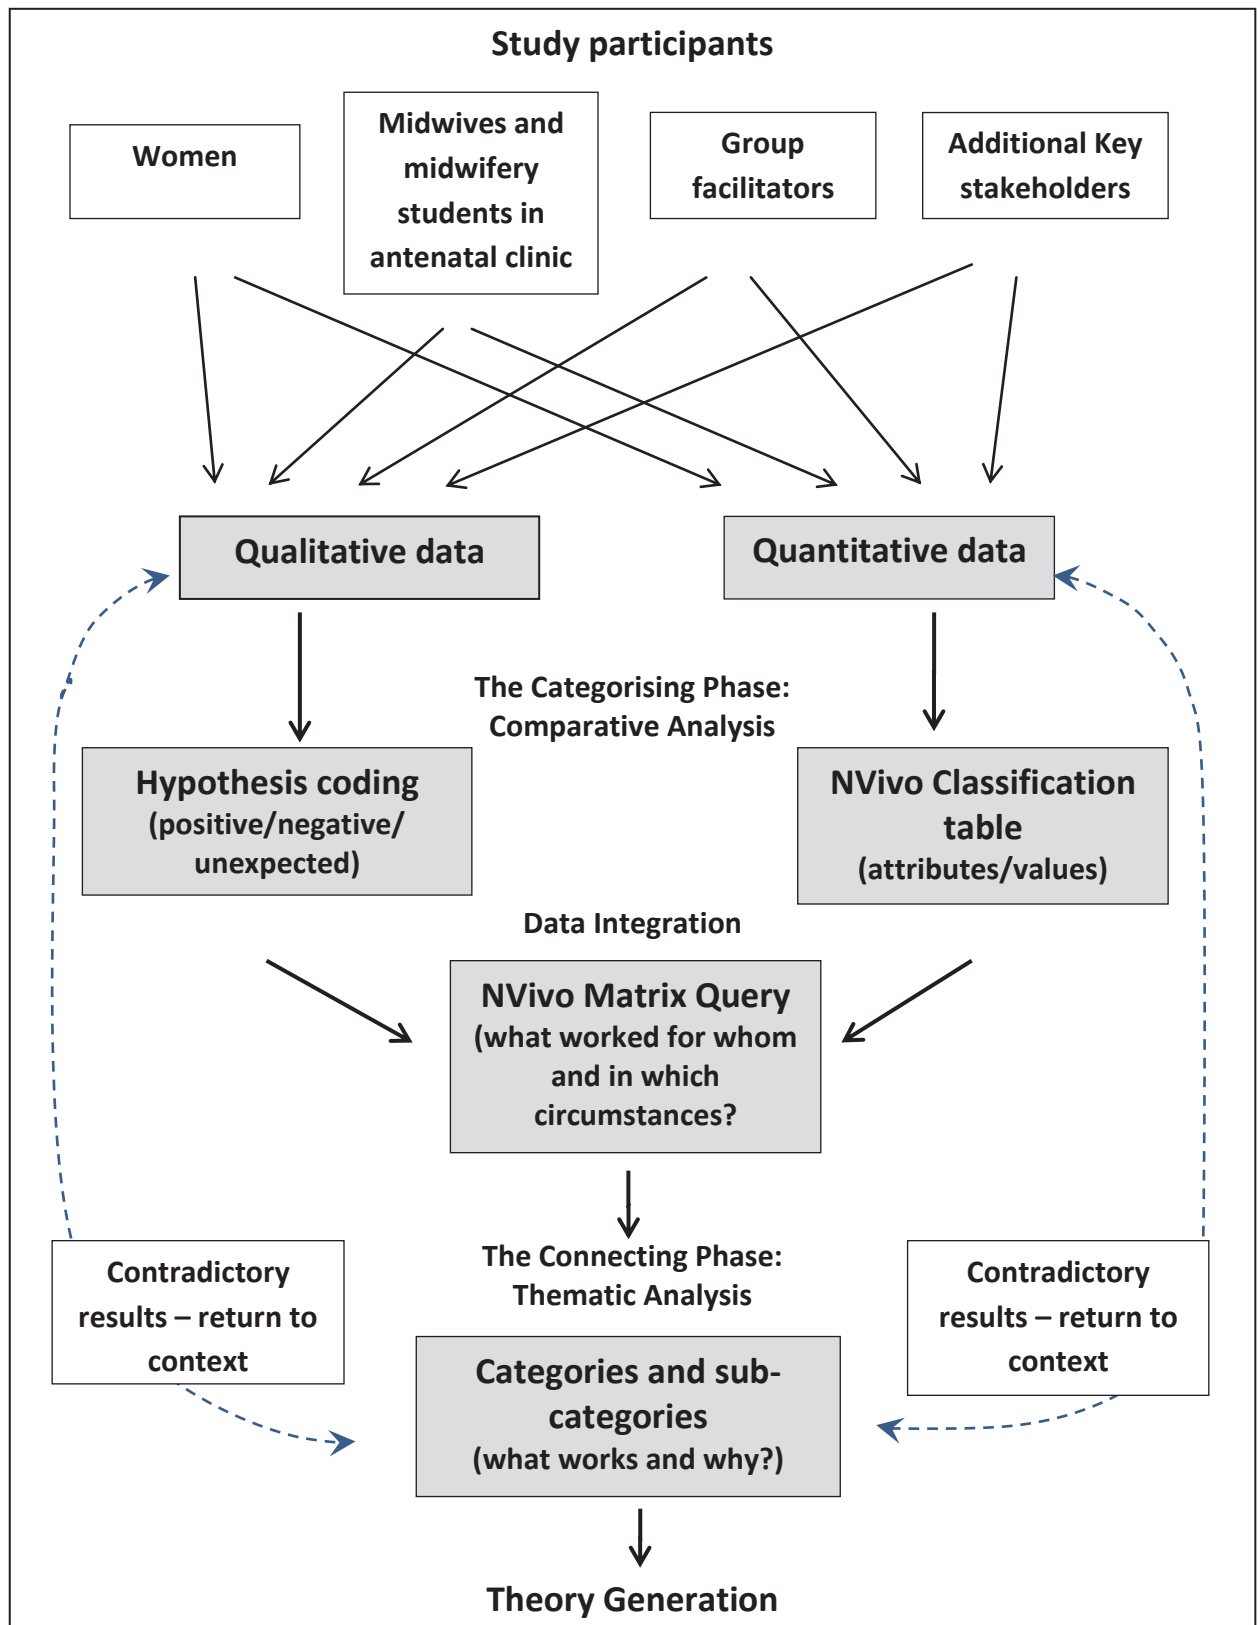 Study participants
Women
Midwives and
midwifery
students in
antenatal clinic
Group
facilitators
Additional Key
stakeholders
Qualitative data
Quantitative data
The Categorising Phase:
Comparative Analysis
Hypothesis coding
(positive/negative/
unexpected)
NVivo Classification
table
(attributes/values)
Data Integration
NVivo Matrix Query
(what worked for whom
and in which
circumstances?
The Connecting Phase:
Thematic Analysis
Contradictory
results – return to
context
Contradictory
results – return to
context
Categories and sub-
categories
(what works and why?)
Theory Generation